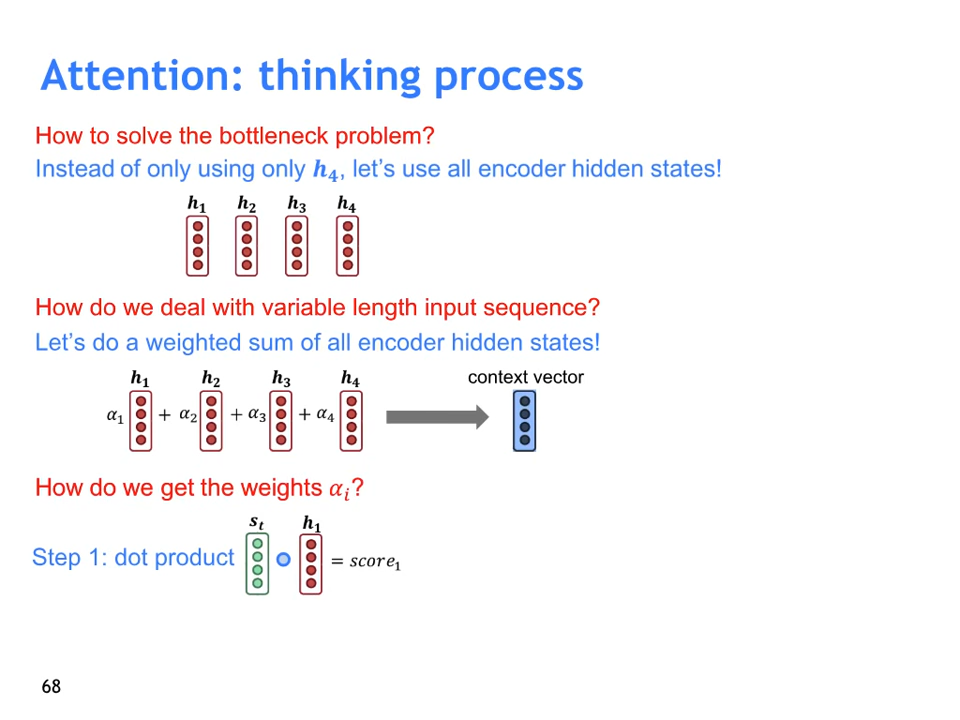 Attention: thinking process
How to solve the bottleneck problem?
Instead of only using only h₄, let's use all encoder hidden states!
h₁ h₂ h₃ h₄
How do we deal with variable length input sequence?
Let's do a weighted sum of all encoder hidden states!
h₁ h₂ h₃ h₄ context vector
α₁ + α₂ + α₃ + α₄
How do we get the weights αᵢ?
sₜ h₁
Step 1: dot product = score₁
68